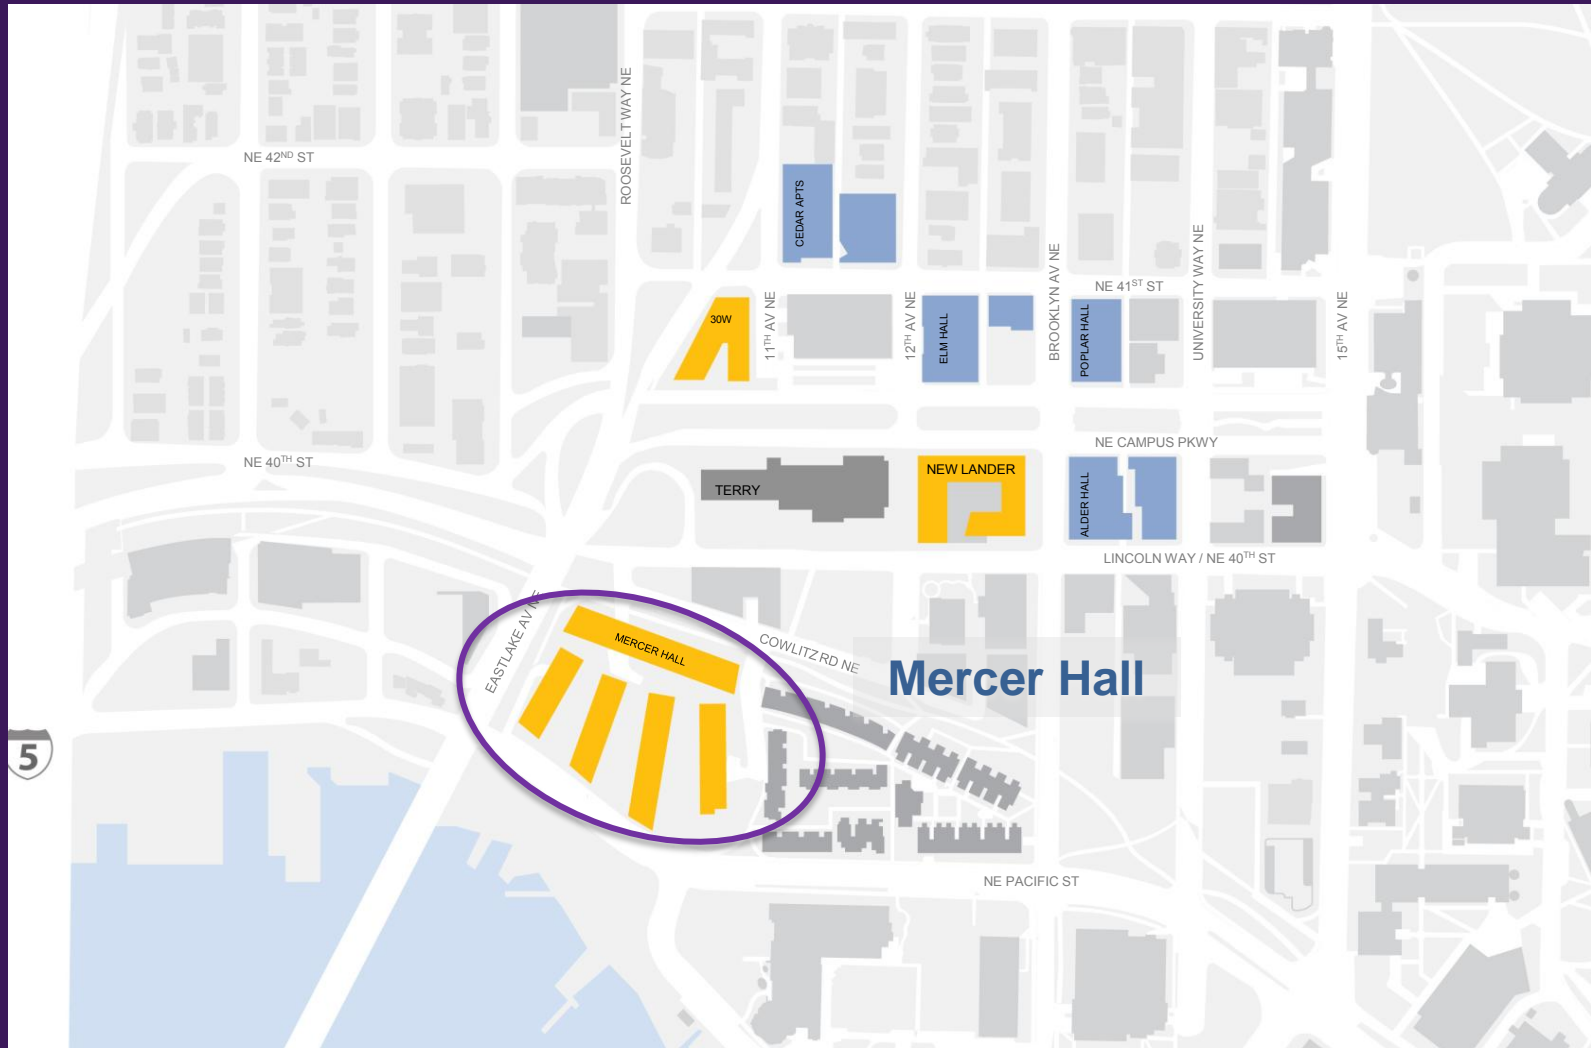 ROOSEVELT WAY NE
NE 42ND ST
CEDAR APTS
BROOKLYN AV NE
UNIVERSITY WAY NE
NE 41ST ST
30W
11TH AV NE
12TH AV NE
ELM HALL
POPLAR HALL
15TH AV NE
NE CAMPUS PKWY
NE 40TH ST
TERRY
NEW LANDER
ALDER HALL
LINCOLN WAY / NE 40TH ST
EASTLAKE AV NE
MERCER HALL
COWLITZ RD NE
Mercer Hall
5
NE PACIFIC ST